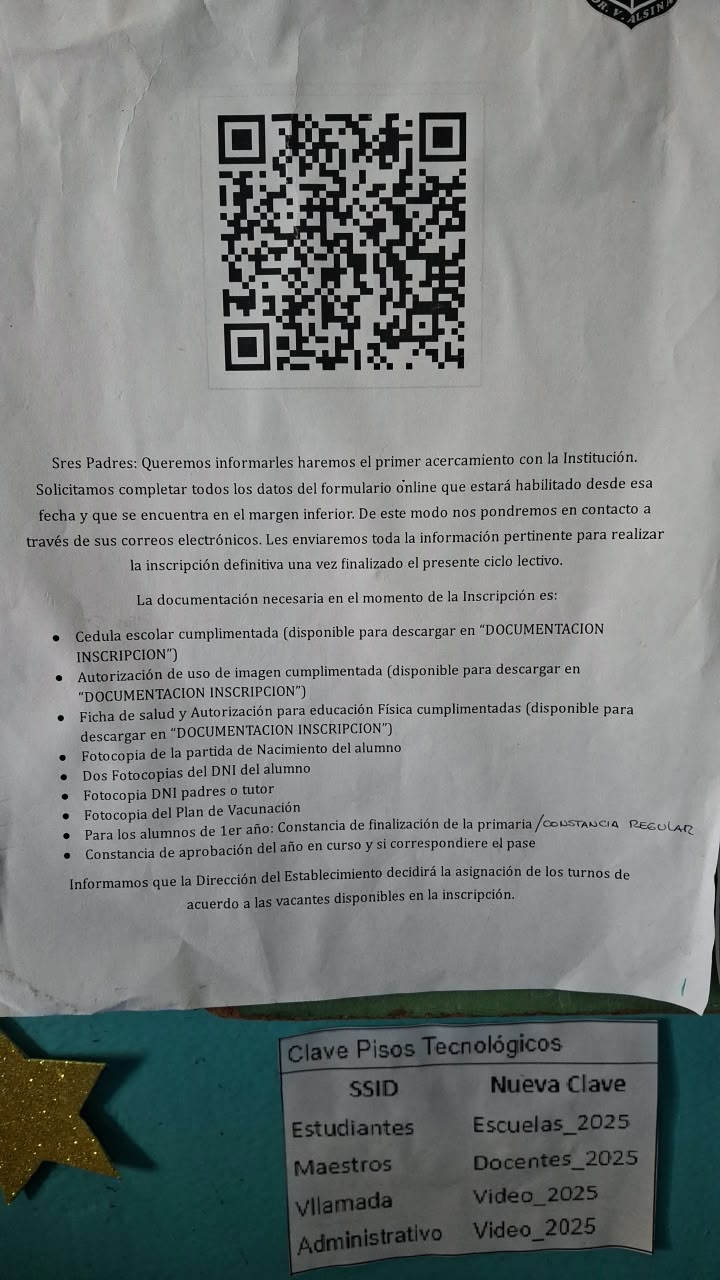 DR. V. ALSINA
Sres Padres: Queremos informarles haremos el primer acercamiento con la Institución.
Solicitamos completar todos los datos del formulario online que estará habilitado desde esa
fecha y que se encuentra en el margen inferior. De este modo nos pondremos en contacto a
través de sus correos electrónicos. Les enviaremos toda la información pertinente para realizar
la inscripción definitiva una vez finalizado el presente ciclo lectivo.
La documentación necesaria en el momento de la Inscripción es:
• Cedula escolar cumplimentada (disponible para descargar en “DOCUMENTACION
INSCRIPCION”)
• Autorización de uso de imagen cumplimentada (disponible para descargar en
“DOCUMENTACION INSCRIPCION”)
• Ficha de salud y Autorización para educación Física cumplimentadas (disponible para
descargar en “DOCUMENTACION INSCRIPCION”)
• Fotocopia de la partida de Nacimiento del alumno
• Dos Fotocopias del DNI del alumno
• Fotocopia DNI padres o tutor
• Fotocopia del Plan de Vacunación
• Para los alumnos de 1er año: Constancia de finalización de la primaria /CONSTANCIA REGULAR
• Constancia de aprobación del año en curso y si correspondiere el pase
Informamos que la Dirección del Establecimiento decidirá la asignación de los turnos de
acuerdo a las vacantes disponibles en la inscripción.
Clave Pisos Tecnológicos
SSID Nueva Clave
Estudiantes Escuelas_2025
Maestros Docentes_2025
Vllamada Video_2025
Administrativo Video_2025